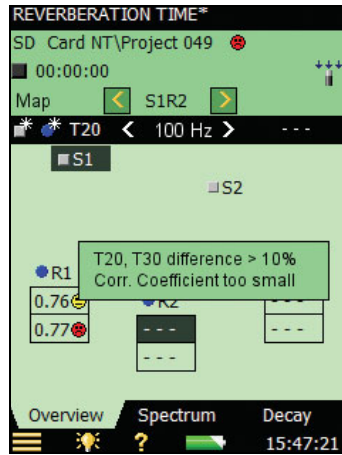 REVERBERATION TIME*
SD Card NT\Project 049
00:00:00
Map < S1R2 >
T20 < 100 Hz > ---
S1
S2
T20, T30 difference > 10%
Corr. Coefficient too small
R1
R2
0.76
0.77
---
---
---
---
Overview Spectrum Decay
? 15:47:21